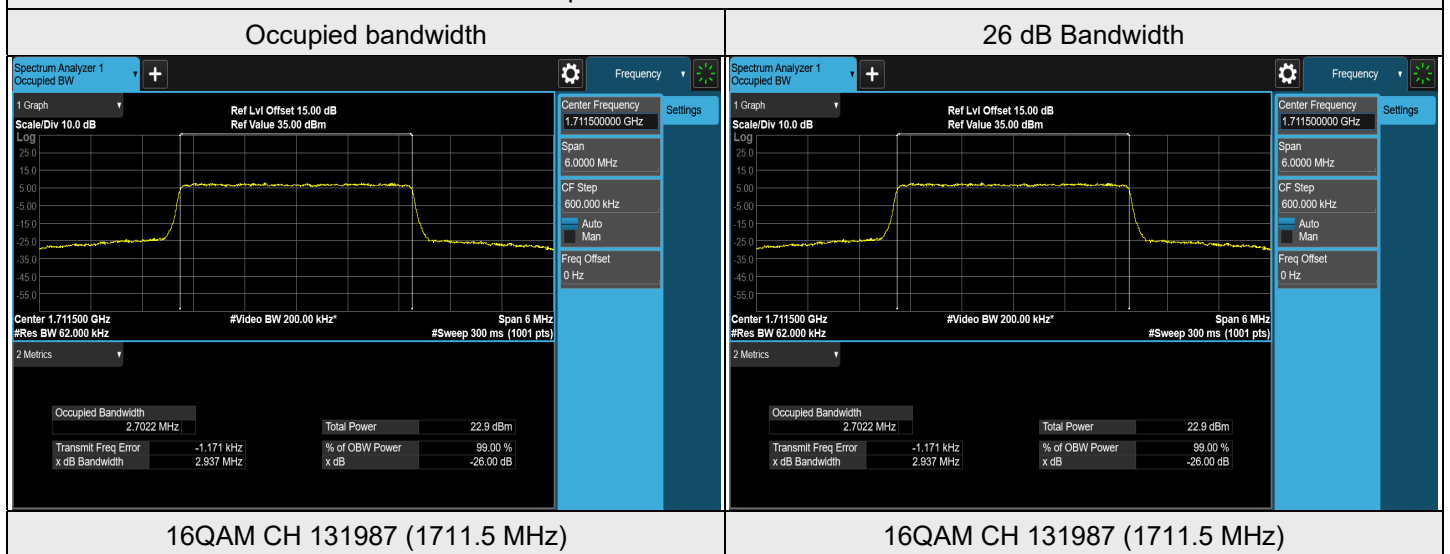 Occupied bandwidth
26 dB Bandwidth
Spectrum Analyzer 1
Occupied BW
+
Frequency
1 Graph
Ref Lvl Offset 15.00 dB
Scale/Div 10.0 dB
Ref Value 35.00 dBm
Log
25.0
15.0
5.00
-5.00
-15.0
-25.0
-35.0
-45.0
-55.0
Center 1.711500 GHz
#Video BW 200.00 kHz*
Span 6 MHz
#Res BW 62.000 kHz
#Sweep 300 ms (1001 pts)
Center Frequency
1.711500000 GHz
Settings
Span
6.0000 MHz
CF Step
600.000 kHz
Auto
Man
Freq Offset
0 Hz
2 Metrics
Occupied Bandwidth
2.7022 MHz
Total Power 22.9 dBm
Transmit Freq Error -1.171 kHz
% of OBW Power 99.00 %
x dB Bandwidth 2.937 MHz
x dB -26.00 dB
Spectrum Analyzer 1
Occupied BW
+
Frequency
1 Graph
Ref Lvl Offset 15.00 dB
Scale/Div 10.0 dB
Ref Value 35.00 dBm
Log
25.0
15.0
5.00
-5.00
-15.0
-25.0
-35.0
-45.0
-55.0
Center 1.711500 GHz
#Video BW 200.00 kHz*
Span 6 MHz
#Res BW 62.000 kHz
#Sweep 300 ms (1001 pts)
Center Frequency
1.711500000 GHz
Settings
Span
6.0000 MHz
CF Step
600.000 kHz
Auto
Man
Freq Offset
0 Hz
2 Metrics
Occupied Bandwidth
2.7022 MHz
Total Power 22.9 dBm
Transmit Freq Error -1.171 kHz
% of OBW Power 99.00 %
x dB Bandwidth 2.937 MHz
x dB -26.00 dB
16QAM CH 131987 (1711.5 MHz)
16QAM CH 131987 (1711.5 MHz)